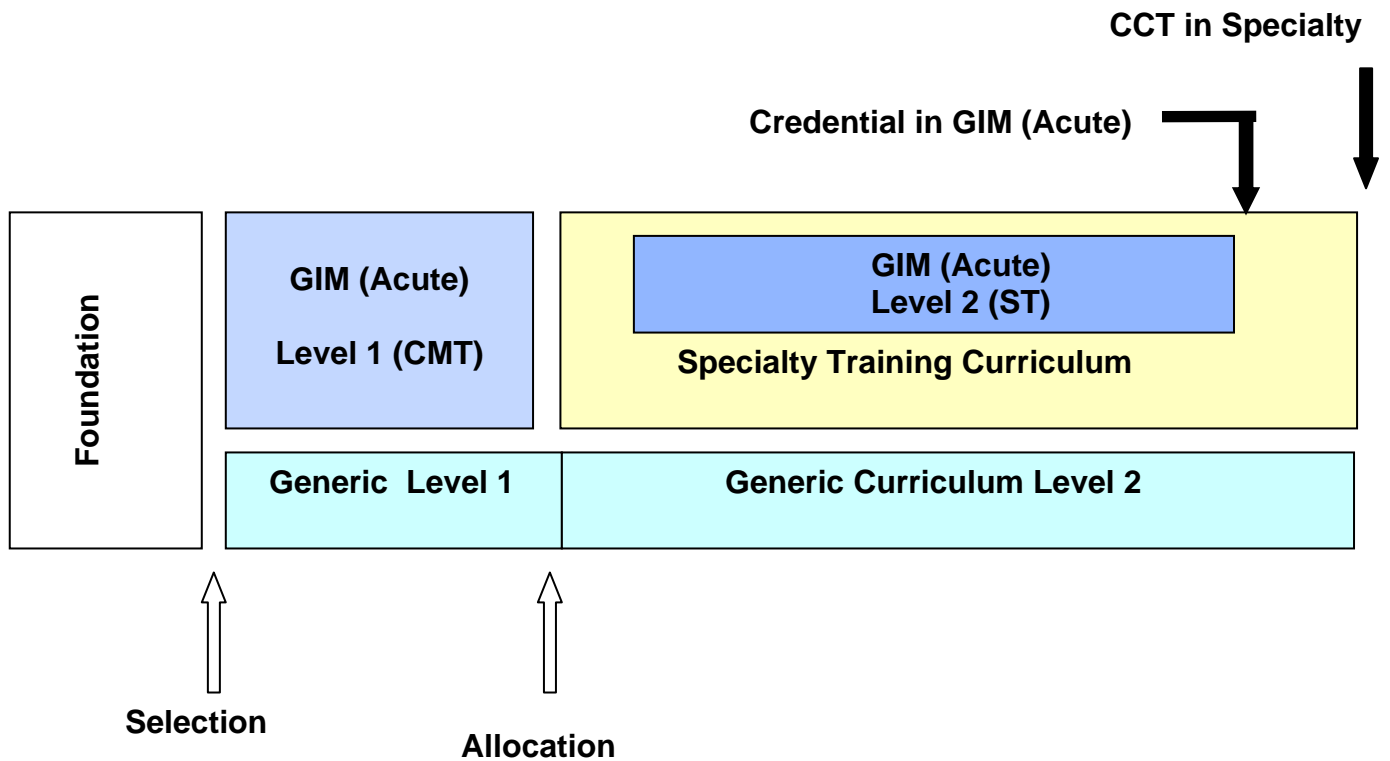 CCT in Specialty
Credential in GIM (Acute)
Foundation
GIM (Acute)
Level 1 (CMT)
GIM (Acute)
Level 2 (ST)
Specialty Training Curriculum
Generic  Level 1
Generic Curriculum Level 2
Selection
Allocation